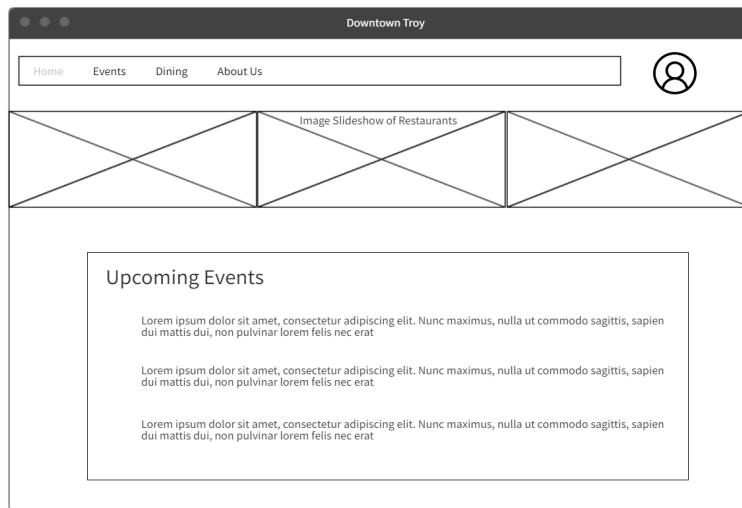 Downtown Troy
Home Events Dining About Us
Image Slideshow of Restaurants
Upcoming Events
Lorem ipsum dolor sit amet, consectetur adipiscing elit. Nunc maximus, nulla ut commodo sagittis, sapien
dui mattis dui, non pulvinar lorem felis nec erat
Lorem ipsum dolor sit amet, consectetur adipiscing elit. Nunc maximus, nulla ut commodo sagittis, sapien
dui mattis dui, non pulvinar lorem felis nec erat
Lorem ipsum dolor sit amet, consectetur adipiscing elit. Nunc maximus, nulla ut commodo sagittis, sapien
dui mattis dui, non pulvinar lorem felis nec erat